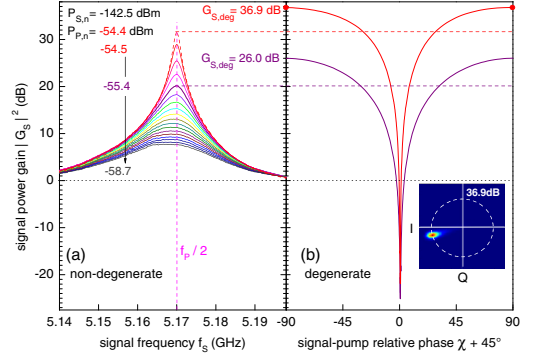 P_S,n = -142.5 dBm
P_P,n = -54.4 dBm
-54.5
-55.4
-58.7
G_S,deg = 36.9 dB
G_S,deg = 26.0 dB
signal power gain |G_S|² (dB)
30
20
10
0
-10
-20
(a)
non-degenerate
f_P / 2
5.14 5.15 5.16 5.17 5.18 5.19
signal frequency f_S (GHz)
(b)
degenerate
36.9dB
I
Q
-90 -45 0 45 90
signal-pump relative phase χ + 45°